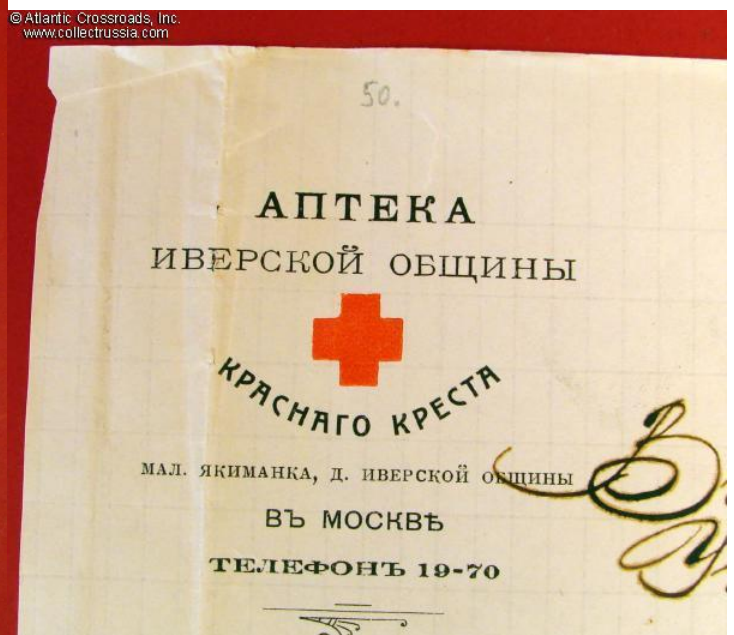 © Atlantic Crossroads, Inc.
www.collectrussia.com
50.
АПТЕКА
ИВЕРСКОЙ ОБЩИНЫ
КРАСНАГО КРЕСТА
МАЛ. ЯКИМАНКА, Д. ИВЕРСКОЙ ОБЩИНЫ
ВЪ МОСКВѢ
ТЕЛЕФОНЪ 19-70